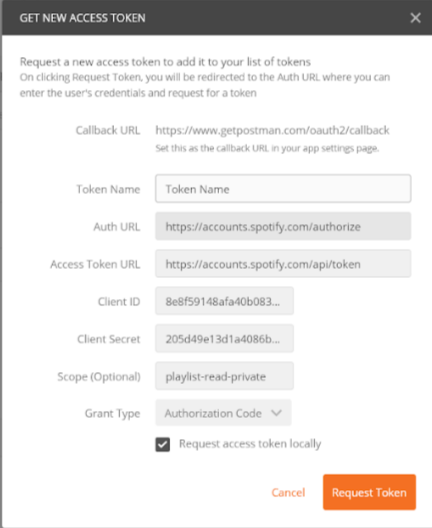 GET NEW ACCESS TOKEN
Request a new access token to add it to your list of tokens
On clicking Request Token, you will be redirected to the Auth URL where you can
enter the user's credentials and request for a token
Callback URL https://www.getpostman.com/oauth2/callback
Set this as the callback URL in your app settings page.
Token Name Token Name
Auth URL https://accounts.spotify.com/authorize
Access Token URL https://accounts.spotify.com/api/token
Client ID 8e8f59148afa40b083...
Client Secret 205d49e13d1a4086b...
Scope (Optional) playlist-read-private
Grant Type Authorization Code
Request access token locally
Cancel Request Token